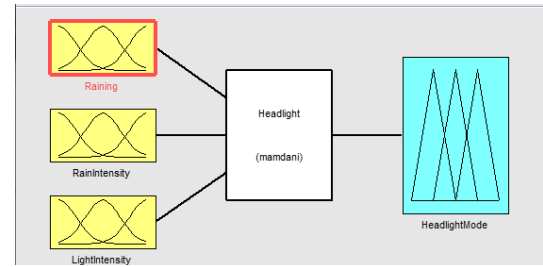 Raining
RainIntensity
LightIntensity
Headlight
(mamdani)
HeadlightMode